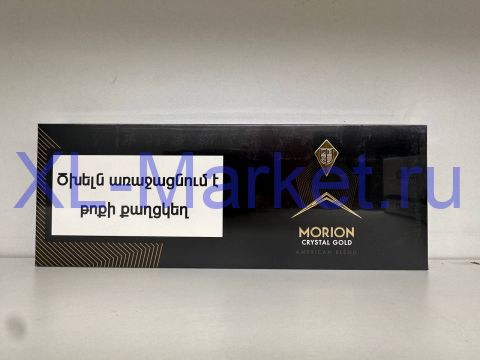 Ծխելն առաջացնում է
թոքի քաղցկեղ
MORION
CRYSTAL GOLD
AMERICAN BLEND
XL-Market.ru